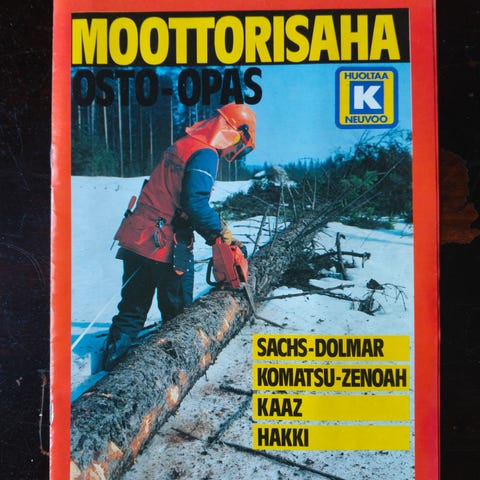 MOOTTORISAHA
OSTO-OPAS
HUOLTAA
K
NEUVOO
SACHS-DOLMAR
KOMATSU-ZENOAH
KAAZ
HAKKI